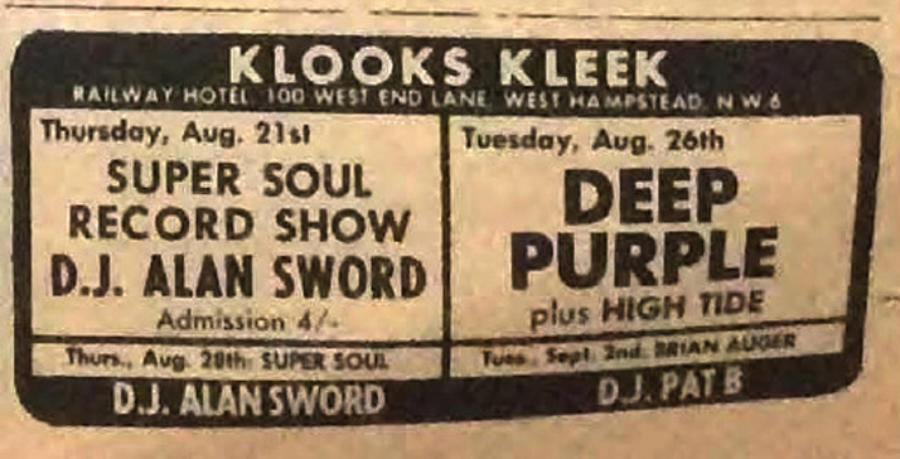 KLOOKS KLEEK
RAILWAY HOTEL, 100 WEST END LANE, WEST HAMPSTEAD, N W 6
Thursday, Aug. 21st
SUPER SOUL
RECORD SHOW
D.J. ALAN SWORD
Admission 4/-
Thurs., Aug. 28th: SUPER SOUL
D.J. ALAN SWORD
Tuesday, Aug. 26th
DEEP
PURPLE
plus HIGH TIDE
Tues., Sept. 2nd: BRIAN AUGER
D.J. PAT B